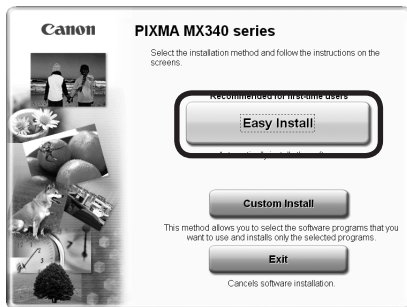 Canon
PIXMA MX340 series
Select the installation method and follow the instructions on the
screens.
Recommended for first-time users
Easy Install
Custom Install
This method allows you to select the software programs that you
want to use and installs only the selected programs.
Exit
Cancels software installation.